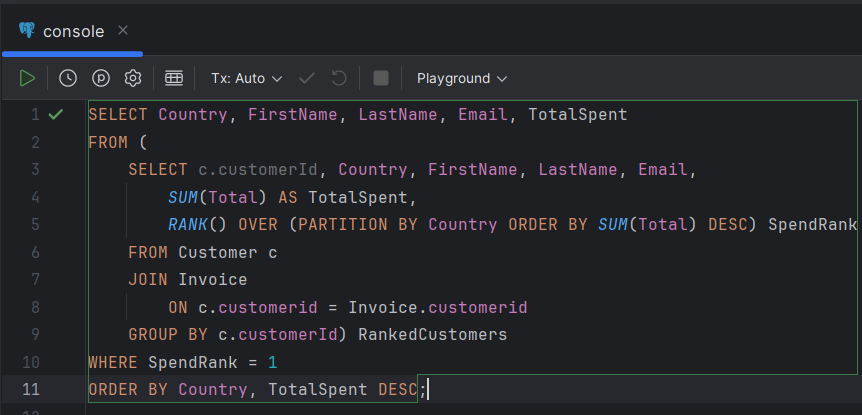 console
Tx: Auto
Playground
1 SELECT Country, FirstName, LastName, Email, TotalSpent
2 FROM (
3 SELECT c.customerId, Country, FirstName, LastName, Email,
4 SUM(Total) AS TotalSpent,
5 RANK() OVER (PARTITION BY Country ORDER BY SUM(Total) DESC) SpendRank
6 FROM Customer c
7 JOIN Invoice
8 ON c.customerid = Invoice.customerid
9 GROUP BY c.customerId) RankedCustomers
10 WHERE SpendRank = 1
11 ORDER BY Country, TotalSpent DESC;
12